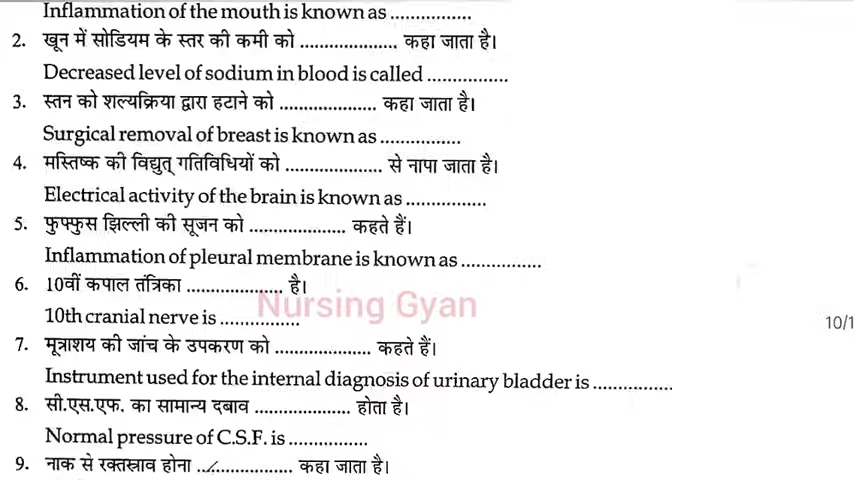 Inflammation of the mouth is known as ................
2. खून में सोडियम के स्तर की कमी को .................... कहा जाता है।
Decreased level of sodium in blood is called ................
3. स्तन को शल्यक्रिया द्वारा हटाने को .................... कहा जाता है।
Surgical removal of breast is known as ................
4. मस्तिष्क की विद्युत् गतिविधियों को .................... से नापा जाता है।
Electrical activity of the brain is known as ................
5. फुफ्फुस झिल्ली की सूजन को .................... कहते हैं।
Inflammation of pleural membrane is known as ................
6. 10वीं कपाल तंत्रिका .................... है।
Nursing Gyan
10th cranial nerve is ................
10/1
7. मूत्राशय की जांच के उपकरण को .................... कहते हैं।
Instrument used for the internal diagnosis of urinary bladder is ................
8. सी.एस.एफ. का सामान्य दबाव .................... होता है।
Normal pressure of C.S.F. is ................
9. नाक से रक्तस्राव होना .................... कहा जाता है।